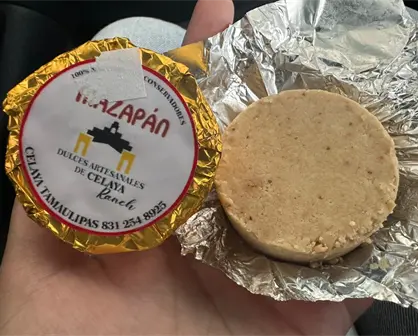 100%
CONSERVADORES
MAZAPÁN
DULCES ARTESANALES
DE CELAYA
Ranch
CELAYA TAMAULIPAS 831 254 8925